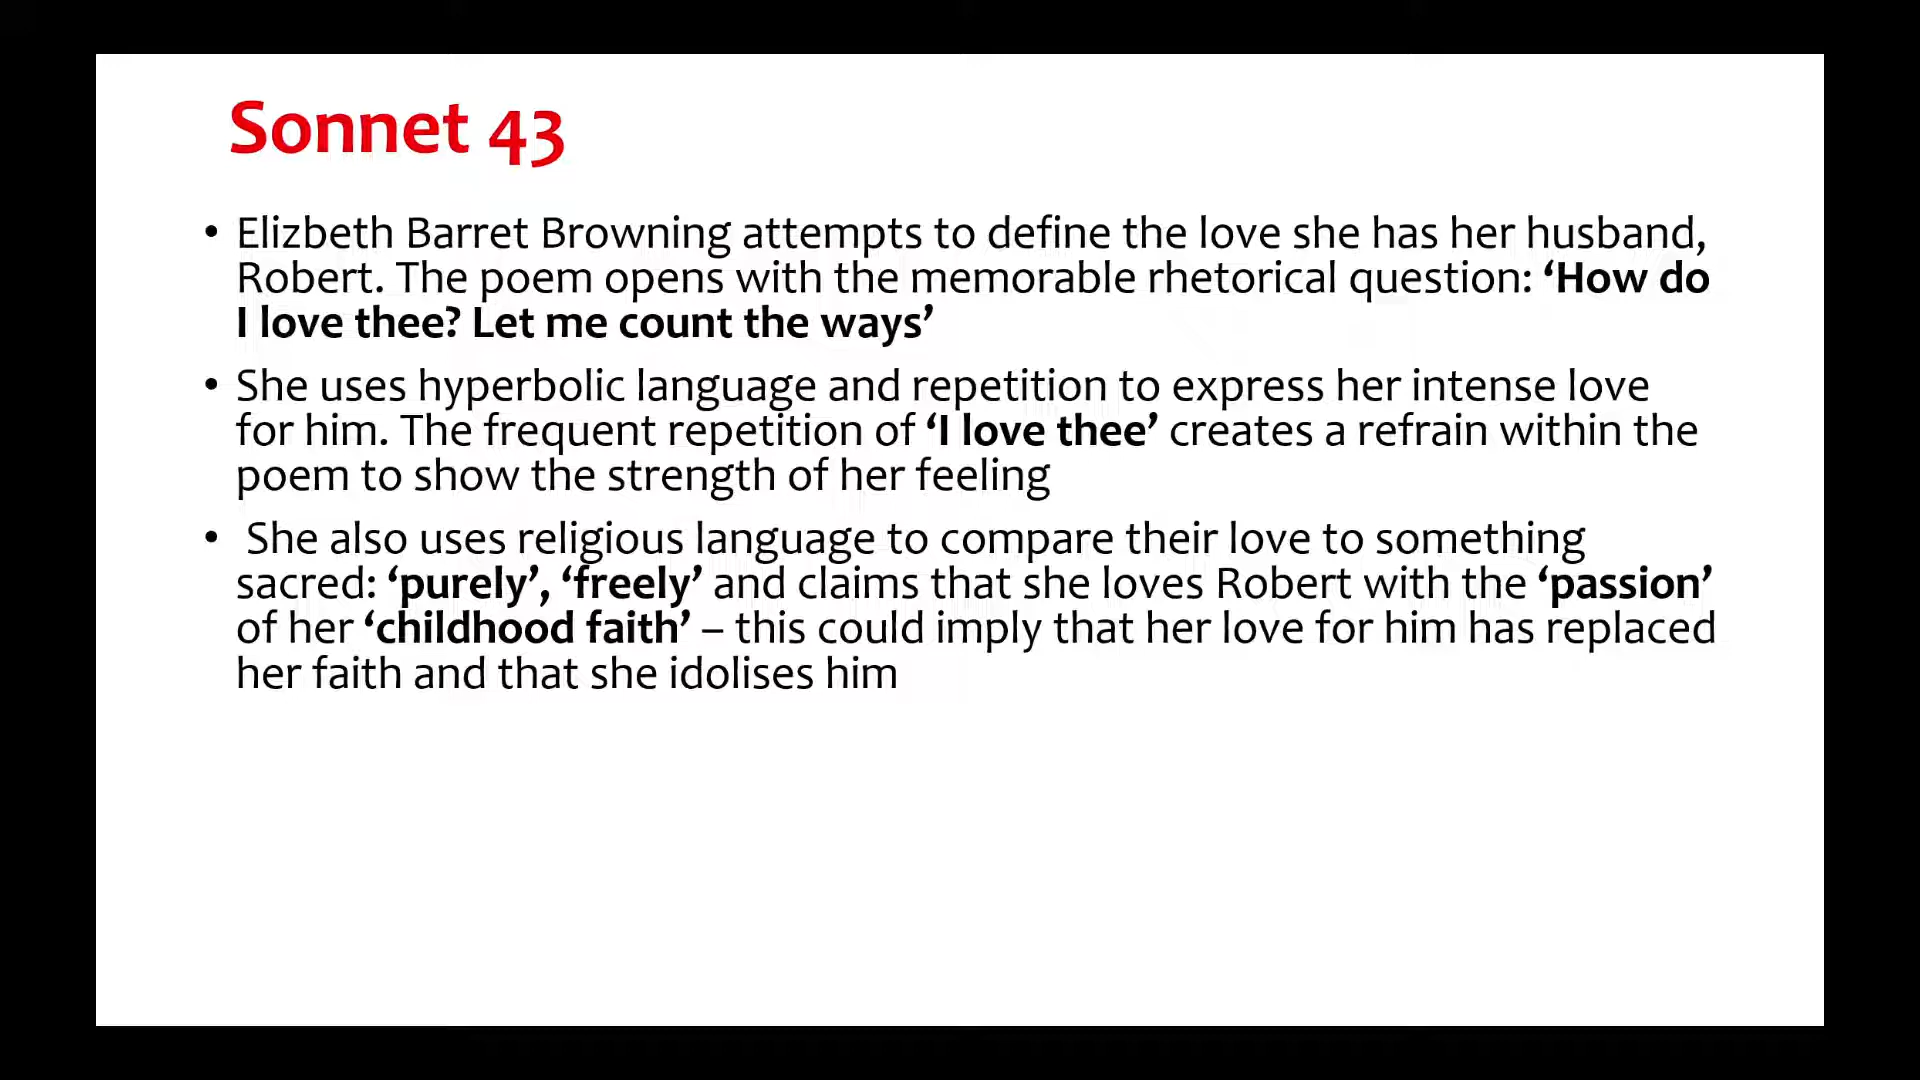 Sonnet 43
• Elizbeth Barret Browning attempts to define the love she has her husband,
Robert. The poem opens with the memorable rhetorical question: ‘How do
I love thee? Let me count the ways’
• She uses hyperbolic language and repetition to express her intense love
for him. The frequent repetition of ‘I love thee’ creates a refrain within the
poem to show the strength of her feeling
• She also uses religious language to compare their love to something
sacred: ‘purely’, ‘freely’ and claims that she loves Robert with the ‘passion’
of her ‘childhood faith’ – this could imply that her love for him has replaced
her faith and that she idolises him